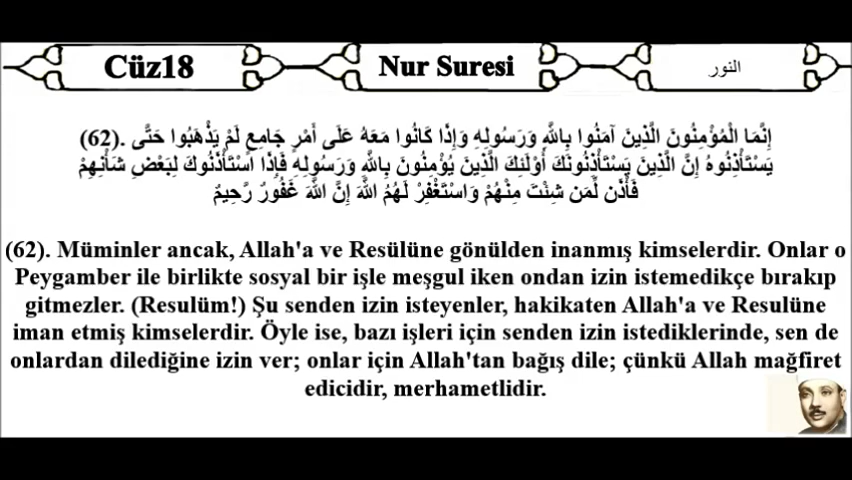 Cüz18
Nur Suresi
النور
(62). إِنَّمَا الْمُؤْمِنُونَ الَّذِينَ آمَنُوا بِاللَّهِ وَرَسُولِهِ وَإِذَا كَانُوا مَعَهُ عَلَى أَمْرٍ جَامِعٍ لَمْ يَذْهَبُوا حَتَّى
يَسْتَأْذِنُوهُ إِنَّ الَّذِينَ يَسْتَأْذِنُونَكَ أُوْلَئِكَ الَّذِينَ يُؤْمِنُونَ بِاللَّهِ وَرَسُولِهِ فَإِذَا اسْتَأْذَنُوكَ لِبَعْضِ شَأْنِهِمْ
فَأْذَن لِّمَن شِئْتَ مِنْهُمْ وَاسْتَغْفِرْ لَهُمُ اللَّهَ إِنَّ اللَّهَ غَفُورٌ رَّحِيمٌ
(62). Müminler ancak, Allah'a ve Resülüne gönülden inanmış kimselerdir. Onlar o
Peygamber ile birlikte sosyal bir işle meşgul iken ondan izin istemedikçe bırakıp
gitmezler. (Resulüm!) Şu senden izin isteyenler, hakikaten Allah'a ve Resulüne
iman etmiş kimselerdir. Öyle ise, bazı işleri için senden izin istediklerinde, sen de
onlardan dilediğine izin ver; onlar için Allah'tan bağış dile; çünkü Allah mağfiret
edicidir, merhametlidir.